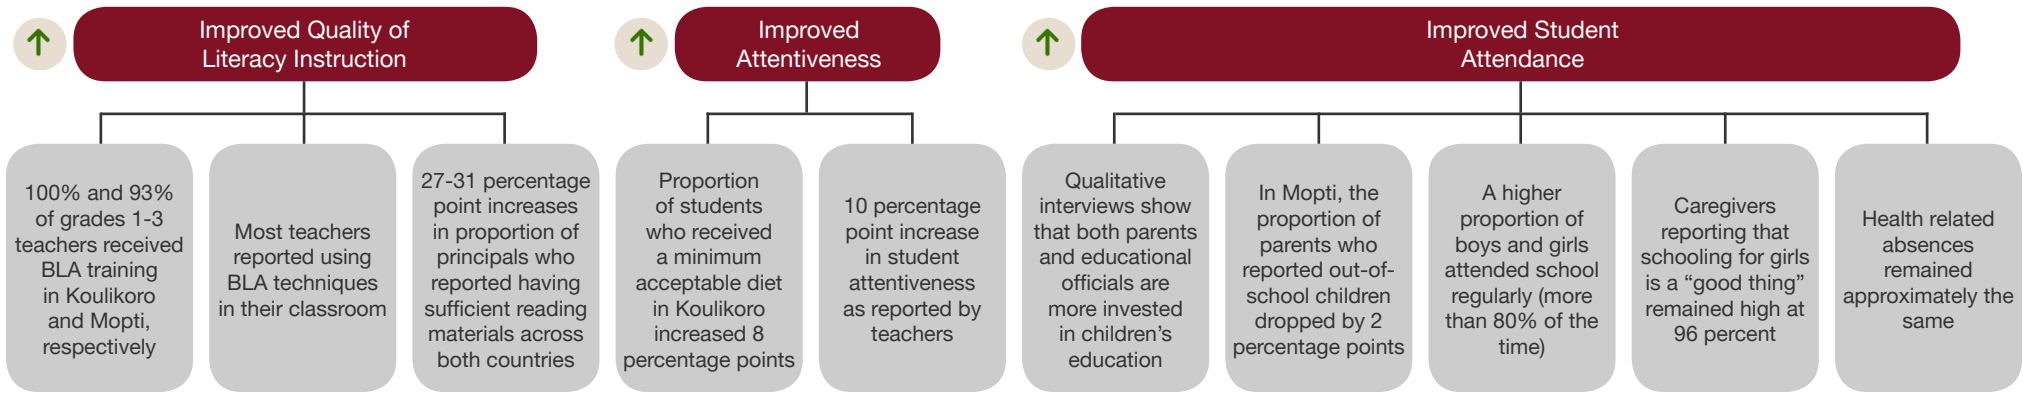 Improved Quality of
Literacy Instruction
100% and 93%
of grades 1-3
teachers received
BLA training
in Koulikoro
and Mopti,
respectively
Most teachers
reported using
BLA techniques
in their classroom
27-31 percentage
point increases
in proportion of
principals who
reported having
sufficient reading
materials across
both countries
Improved
Attentiveness
Proportion
of students
who received
a minimum
acceptable diet
in Koulikoro
increased 8
percentage points
10 percentage
point increase
in student
attentiveness
as reported by
teachers
Improved Student
Attendance
Qualitative
interviews show
that both parents
and educational
officials are
more invested
in children’s
education
In Mopti, the
proportion of
parents who
reported out-of-
school children
dropped by 2
percentage points
A higher
proportion of
boys and girls
attended school
regularly (more
than 80% of the
time)
Caregivers
reporting that
schooling for girls
is a “good thing”
remained high at
96 percent
Health related
absences
remained
approximately the
same